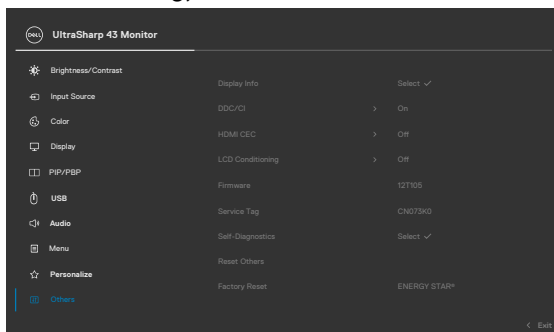 DELL UltraSharp 43 Monitor
Brightness/Contrast
Input Source
Color
Display
PIP/PBP
USB
Audio
Menu
Personalize
Others
Display Info Select ✓
DDC/CI > On
HDMI CEC > Off
LCD Conditioning > Off
Firmware 12T105
Service Tag CN073K0
Self-Diagnostics Select ✓
Reset Others
Factory Reset ENERGY STAR®
< Exit